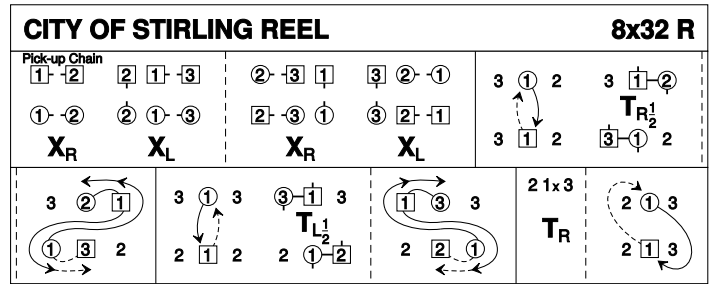 CITY OF STIRLING REEL 8x32 R
Pick-up Chain
1 2 2 1 3 2 3 1 3 2 1 3 1 2 3 1 2
1 2 2 1 3 2 3 1 3 2 1 3 1 2 3 1 2
XR XL XR XL TR½
3 2 1 3 1 3 3 1 3 1 3 3 2 1 x 3 2 1 3
1 3 2 2 1 2 2 1 2 2 2 1 2 1 3
TL½ TR